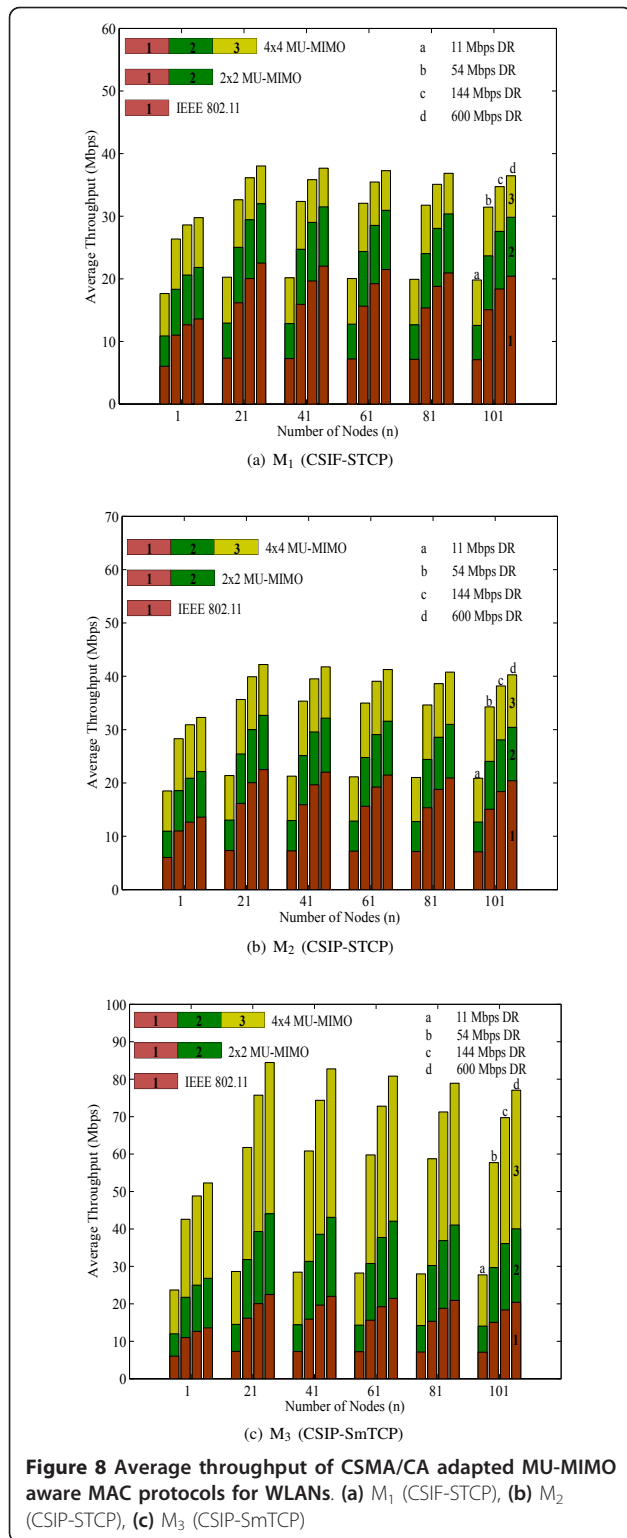 60
50
40
30
20
10
0
Average Throughput (Mbps)
1 2 3 4x4 MU-MIMO
1 2 2x2 MU-MIMO
1 IEEE 802.11
a 11 Mbps DR
b 54 Mbps DR
c 144 Mbps DR
d 600 Mbps DR
a
b
c
d
3
2
1
1 21 41 61 81 101
Number of Nodes (n)
(a) M1 (CSIF-STCP)
70
60
50
40
30
20
10
0
Average Throughput (Mbps)
1 2 3 4x4 MU-MIMO
1 2 2x2 MU-MIMO
1 IEEE 802.11
a 11 Mbps DR
b 54 Mbps DR
c 144 Mbps DR
d 600 Mbps DR
a
b
c
d
3
2
1
1 21 41 61 81 101
Number of Nodes (n)
(b) M2 (CSIP-STCP)
100
90
80
70
60
50
40
30
20
10
0
Average Throughput (Mbps)
1 2 3 4x4 MU-MIMO
1 2 2x2 MU-MIMO
1 IEEE 802.11
a 11 Mbps DR
b 54 Mbps DR
c 144 Mbps DR
d 600 Mbps DR
a
b
c
d
3
2
1
1 21 41 61 81 101
Number of Nodes (n)
(c) M3 (CSIP-SmTCP)
Figure 8 Average throughput of CSMA/CA adapted MU-MIMO
aware MAC protocols for WLANs. (a) M1 (CSIF-STCP), (b) M2
(CSIP-STCP), (c) M3 (CSIP-SmTCP)